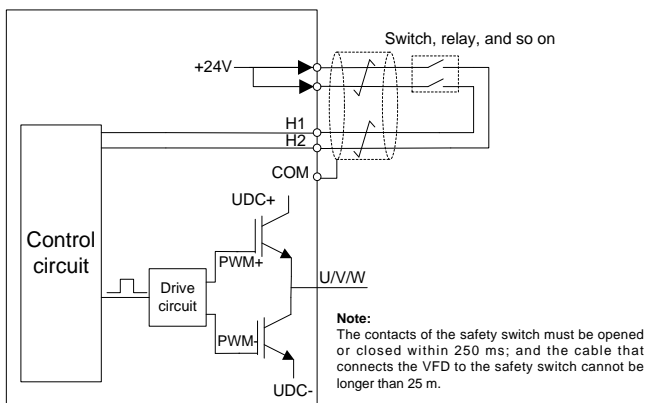 Switch, relay, and so on
+24V
H1
H2
COM
UDC+
Control
circuit
PWM+
Drive
circuit
U/V/W
PWM-
UDC-
Note:
The contacts of the safety switch must be opened
or closed within 250 ms; and the cable that
connects the VFD to the safety switch cannot be
longer than 25 m.